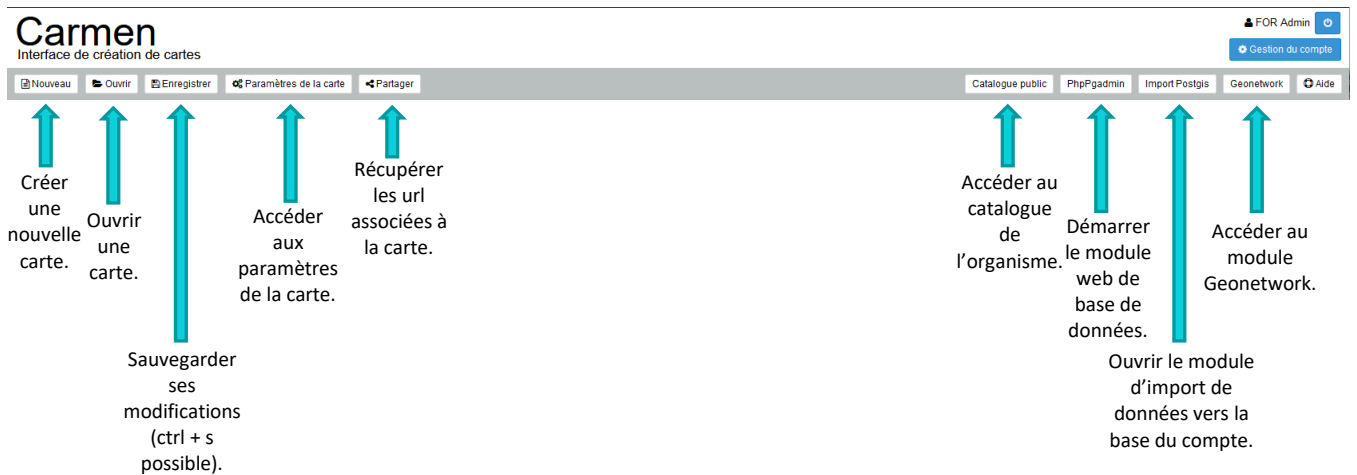 Carmen
Interface de création de cartes
FOR Admin
Gestion du compte
Nouveau
Ouvrir
Enregistrer
Paramètres de la carte
Partager
Catalogue public
PhpPgadmin
Import Postgis
Geonetwork
Aide
Créer
une
nouvelle
carte.
Ouvrir
une
carte.
Sauvegarder
ses
modifications
(ctrl + s
possible).
Accéder
aux
paramètres
de la carte.
Récupérer
les url
associées à
la carte.
Accéder au
catalogue
de
l’organisme.
Démarrer
le module
web de
base de
données.
Ouvrir le module
d’import de
données vers la
base du compte.
Accéder au
module
Geonetwork.